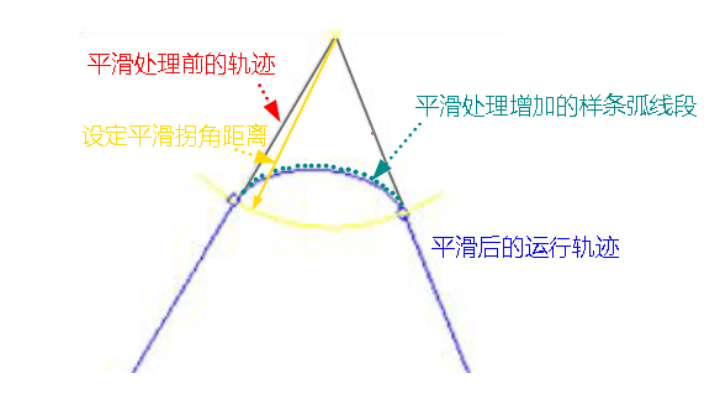 平滑处理前的轨迹
平滑处理增加的样条弧线段
设定平滑拐角距离
平滑后的运行轨迹